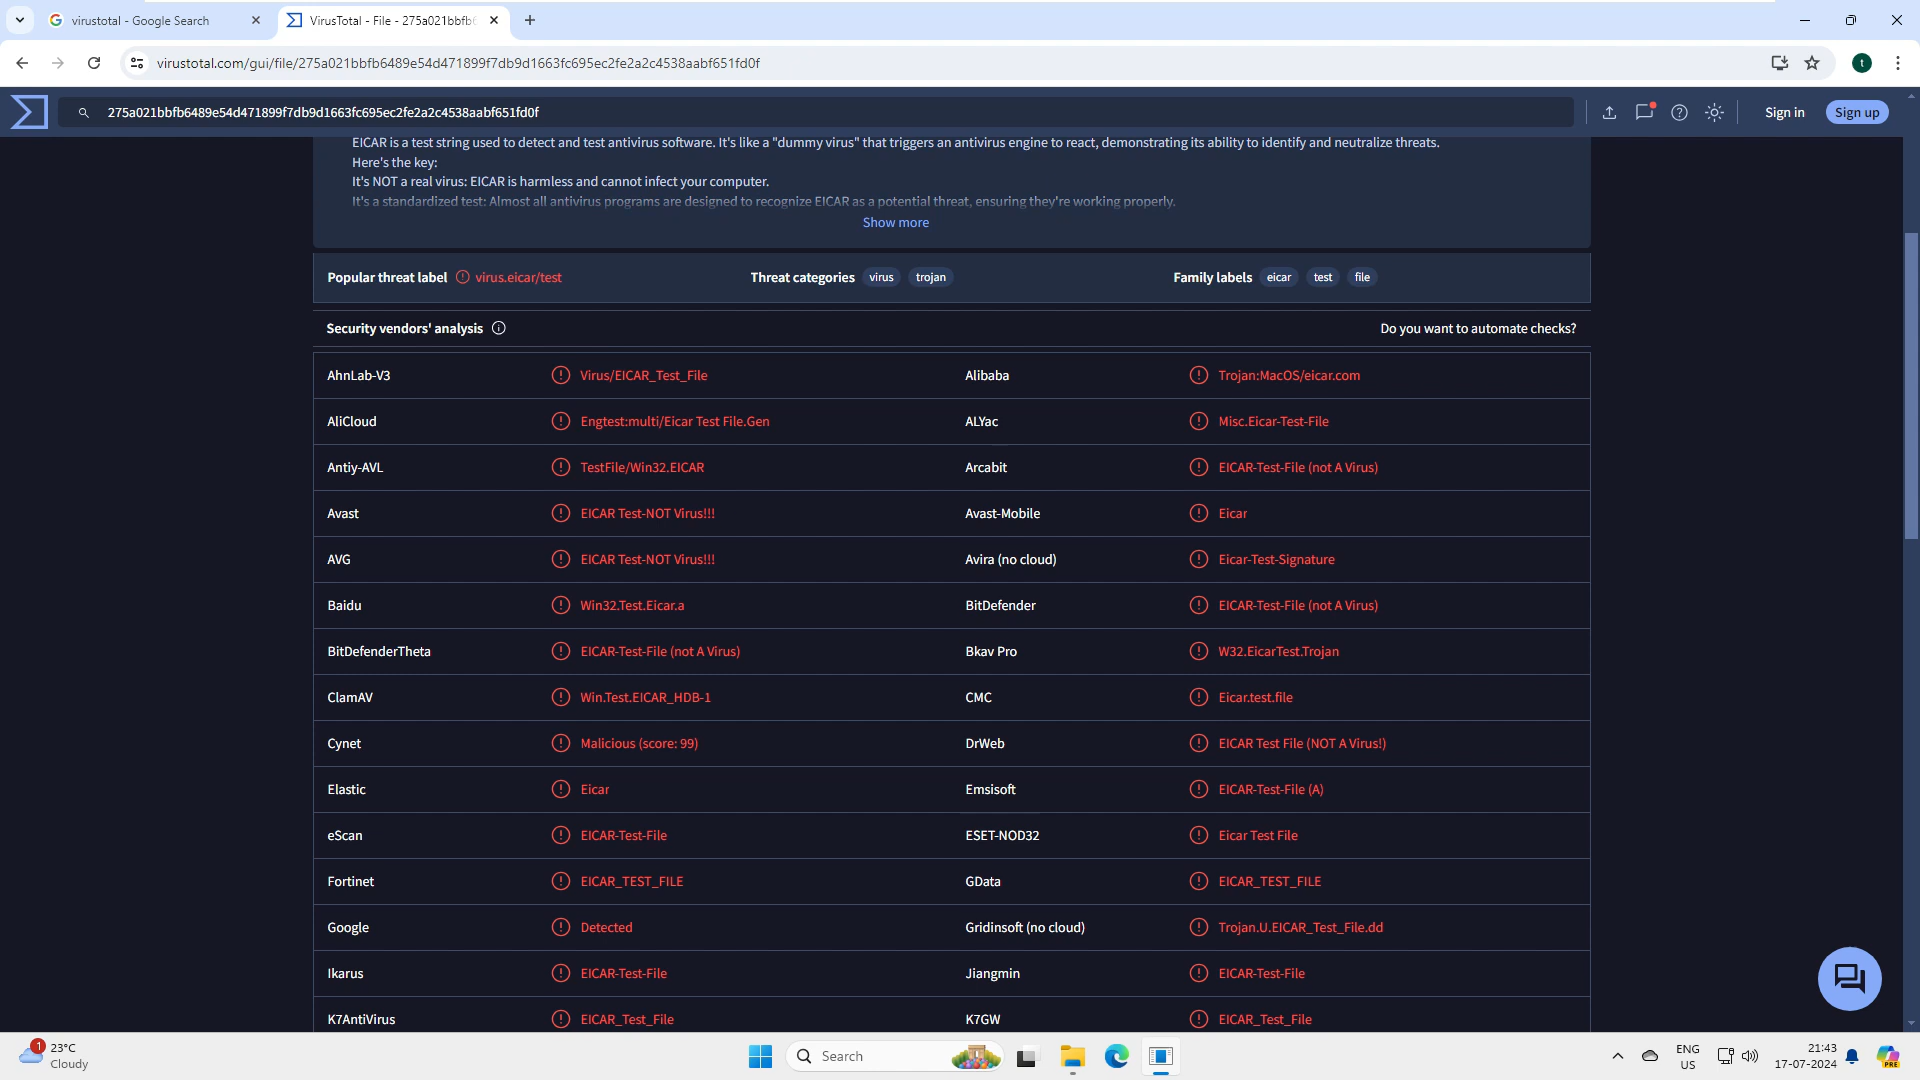 virustotal - Google Search
VirusTotal - File - 275a021bbfb6
virustotal.com/gui/file/275a021bbfb6489e54d471899f7db9d1663fc695ec2fe2a2c4538aabf651fd0f
t
275a021bbfb6489e54d471899f7db9d1663fc695ec2fe2a2c4538aabf651fd0f
Sign in
Sign up
EICAR is a test string used to detect and test antivirus software. It's like a "dummy virus" that triggers an antivirus engine to react, demonstrating its ability to identify and neutralize threats.
Here's the key:
It's NOT a real virus: EICAR is harmless and cannot infect your computer.
It's a standardized test: Almost all antivirus programs are designed to recognize EICAR as a potential threat, ensuring they're working properly.
Show more
Popular threat label virus.eicar/test Threat categories virus trojan Family labels eicar test file
Security vendors' analysis Do you want to automate checks?
AhnLab-V3 Virus/EICAR_Test_File Alibaba Trojan:MacOS/eicar.com
AliCloud Engtest:multi/Eicar Test File.Gen ALYac Misc.Eicar-Test-File
Antiy-AVL TestFile/Win32.EICAR Arcabit EICAR-Test-File (not A Virus)
Avast EICAR Test-NOT Virus!!! Avast-Mobile Eicar
AVG EICAR Test-NOT Virus!!! Avira (no cloud) Eicar-Test-Signature
Baidu Win32.Test.Eicar.a BitDefender EICAR-Test-File (not A Virus)
BitDefenderTheta EICAR-Test-File (not A Virus) Bkav Pro W32.EicarTest.Trojan
ClamAV Win.Test.EICAR_HDB-1 CMC Eicar.test.file
Cynet Malicious (score: 99) DrWeb EICAR Test File (NOT A Virus!)
Elastic Eicar Emsisoft EICAR-Test-File (A)
eScan EICAR-Test-File ESET-NOD32 Eicar Test File
Fortinet EICAR_TEST_FILE GData EICAR_TEST_FILE
Google Detected Gridinsoft (no cloud) Trojan.U.EICAR_Test_File.dd
Ikarus EICAR-Test-File Jiangmin EICAR-Test-File
K7AntiVirus EICAR_Test_File K7GW EICAR_Test_File
1
23°C
Cloudy
Search
ENG
US
21:43
17-07-2024
PRE